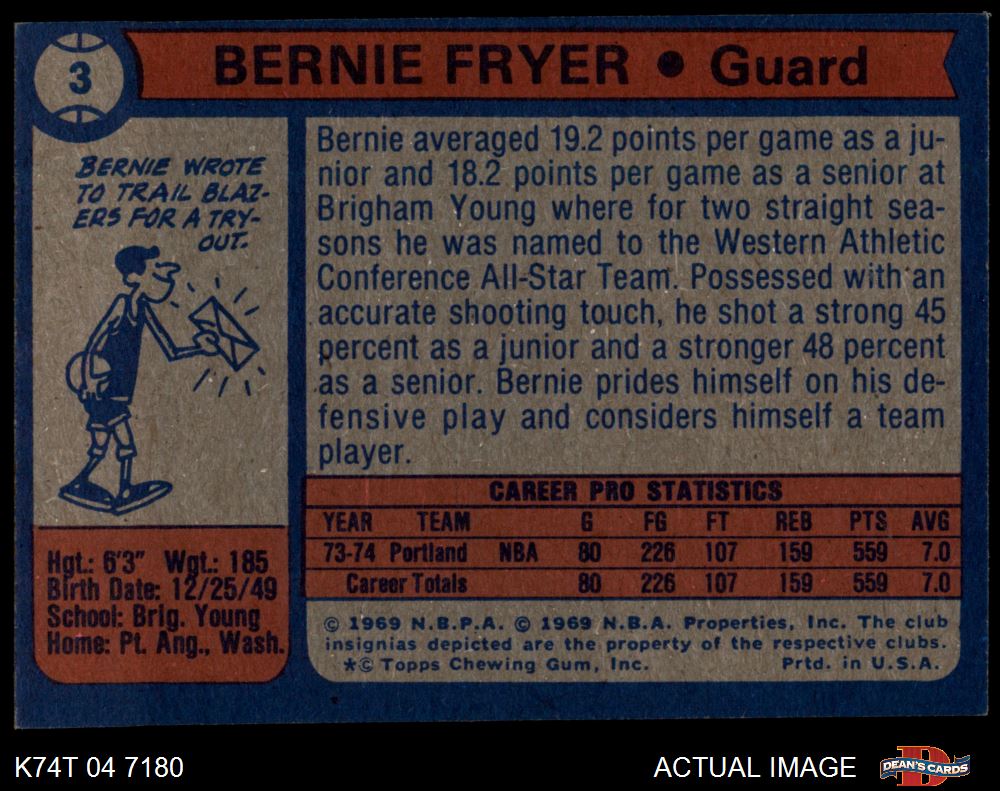 3
BERNIE FRYER ● Guard
BERNIE WROTE
TO TRAIL BLAZ-
ERS FOR A TRY-
OUT.
Hgt.: 6'3" Wgt.: 185
Birth Date: 12/25/49
School: Brig. Young
Home: Pt. Ang., Wash.
Bernie averaged 19.2 points per game as a ju-
nior and 18.2 points per game as a senior at
Brigham Young where for two straight sea-
sons he was named to the Western Athletic
Conference All-Star Team. Possessed with an
accurate shooting touch, he shot a strong 45
percent as a junior and a stronger 48 percent
as a senior. Bernie prides himself on his de-
fensive play and considers himself a team
player.
CAREER PRO STATISTICS
YEAR TEAM G FG FT REB PTS AVG
73-74 Portland NBA 80 226 107 159 559 7.0
Career Totals 80 226 107 159 559 7.0
© 1969 N.B.P.A. © 1969 N.B.A. Properties, Inc. The club
insignias depicted are the property of the respective clubs.
*© Topps Chewing Gum, Inc. Prtd. in U.S.A.
K74T 04 7180
ACTUAL IMAGE
DEAN'S CARDS